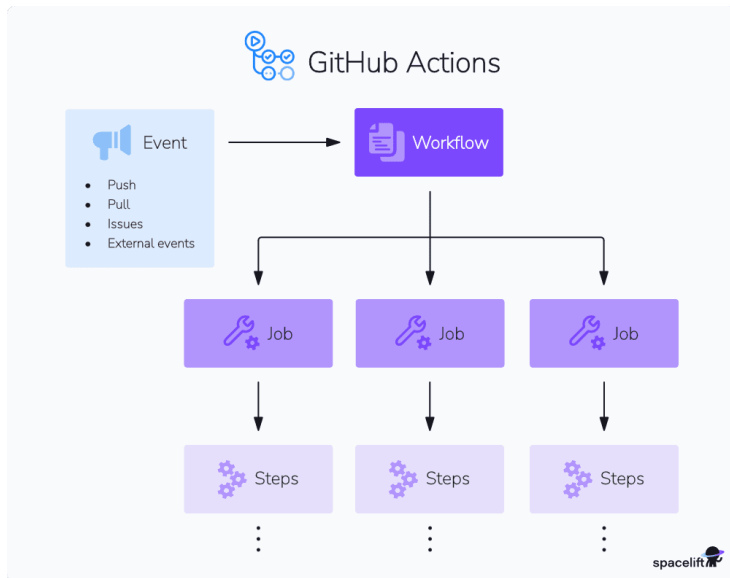 GitHub Actions
Event
Workflow
• Push
• Pull
• Issues
• External events
Job
Job
Job
Steps
Steps
Steps
spacelift